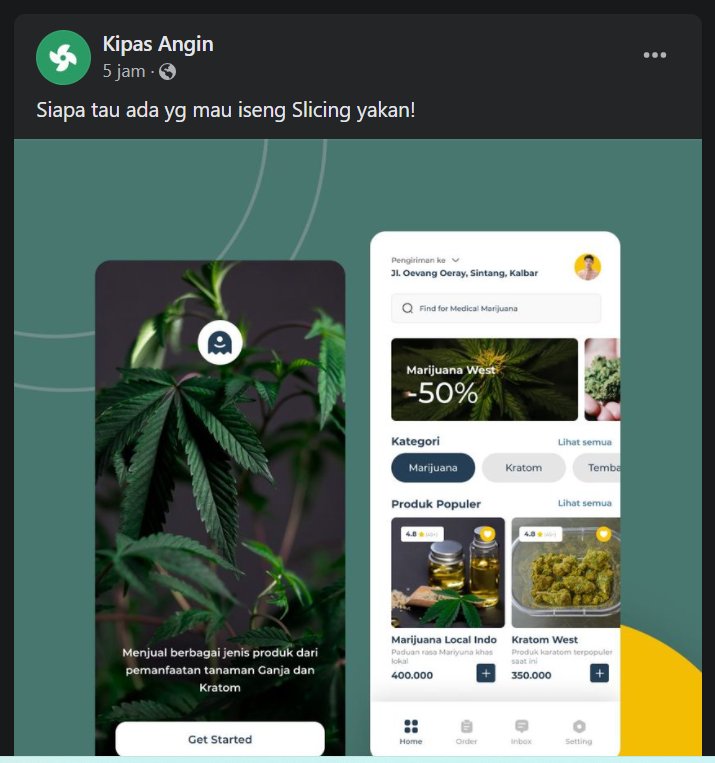 Kipas Angin
5 jam ·
Siapa tau ada yg mau iseng Slicing yakan!
Menjual berbagai jenis produk dari
pemanfaatan tanaman Ganja dan
Kratom
Get Started
Pengiriman ke
Jl. Oevang Oeray, Sintang, Kalbar
Find for Medical Marijuana
Marijuana West
-50%
Kategori Lihat semua
Marijuana Kratom Temba
Produk Populer Lihat semua
4.8 4.8
Marijuana Local Indo Kratom West
Paduan rasa Mariyuna khas Produk karatom terpopuler
lokal saat ini
400.000 + 350.000 +
Home Order Inbox Setting